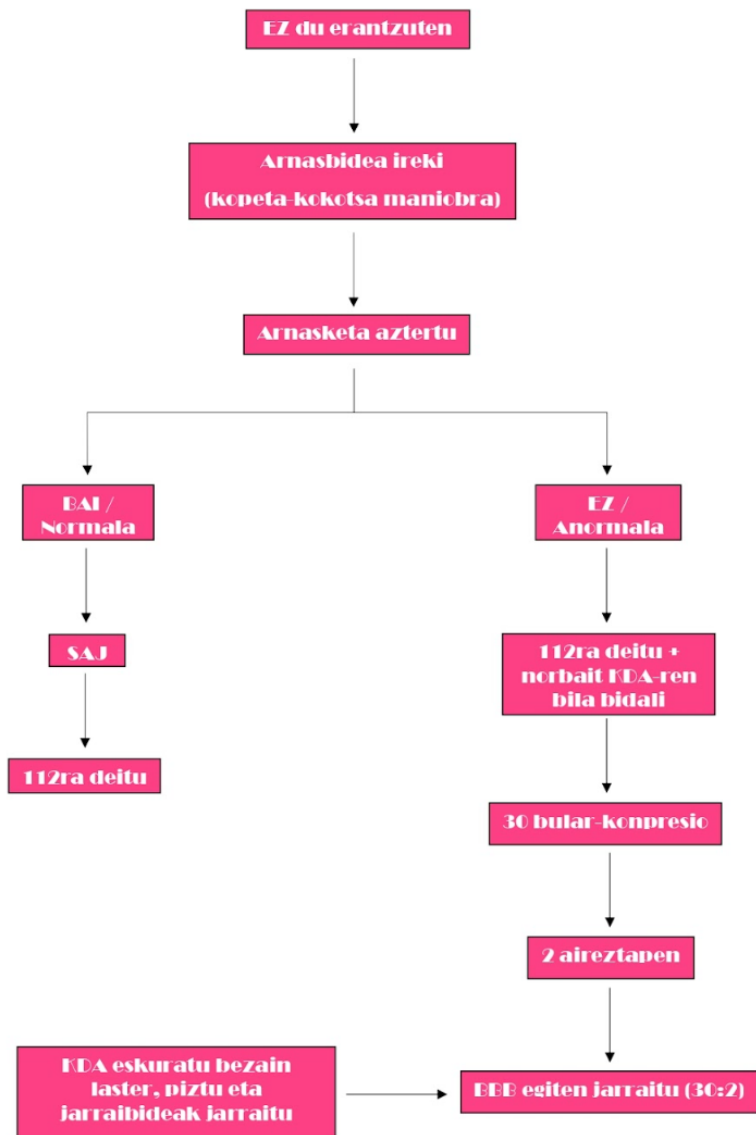 EZ du erantzuten
Arnasbidea ireki
(kopeta-kokotsa maniobra)
Arnasketa aztertu
BAI /
Normala
EZ /
Anormala
SAJ
112ra deitu +
norbait KDA-ren
bila bidali
112ra deitu
30 bular-konpresio
2 aireztapen
KDA eskuratu bezain
laster, piztu eta
jarraibideak jarraitu
BBB egiten jarraitu (30:2)